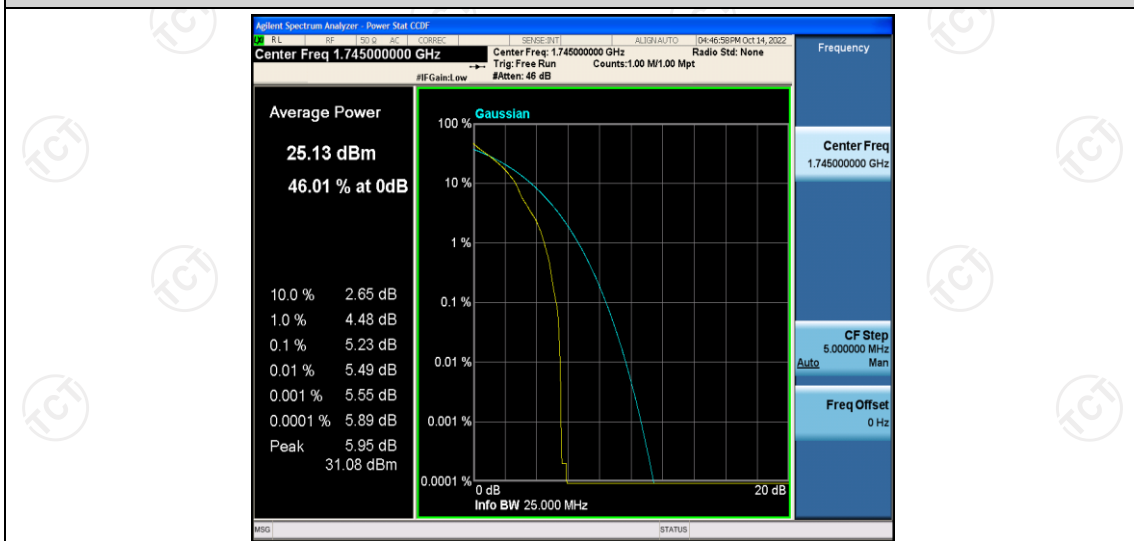 Agilent Spectrum Analyzer - Power Stat CCDF
RL RF 50 Ω AC CORREC SENSE:INT ALIGN AUTO 04:46:58PM Oct 14, 2022
Center Freq 1.745000000 GHz
Center Freq: 1.745000000 GHz Radio Std: None
Trig: Free Run Counts:1.00 M/1.00 Mpt
#IFGain:Low #Atten: 46 dB
Frequency
Average Power
25.13 dBm
46.01 % at 0dB
10.0 % 2.65 dB
1.0 % 4.48 dB
0.1 % 5.23 dB
0.01 % 5.49 dB
0.001 % 5.55 dB
0.0001 % 5.89 dB
Peak 5.95 dB
31.08 dBm
Gaussian
100 %
10 %
1 %
0.1 %
0.01 %
0.001 %
0.0001 %
0 dB 20 dB
Info BW 25.000 MHz
Center Freq
1.745000000 GHz
CF Step
5.000000 MHz
Auto Man
Freq Offset
0 Hz
MSG STATUS
TCT
TCT
TCT
TCT
TCT
TCT